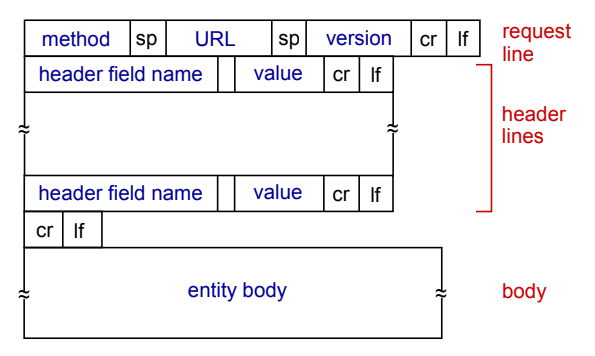 method sp URL sp version cr lf request
line
header field name value cr lf
header
lines
header field name value cr lf
cr lf
entity body body